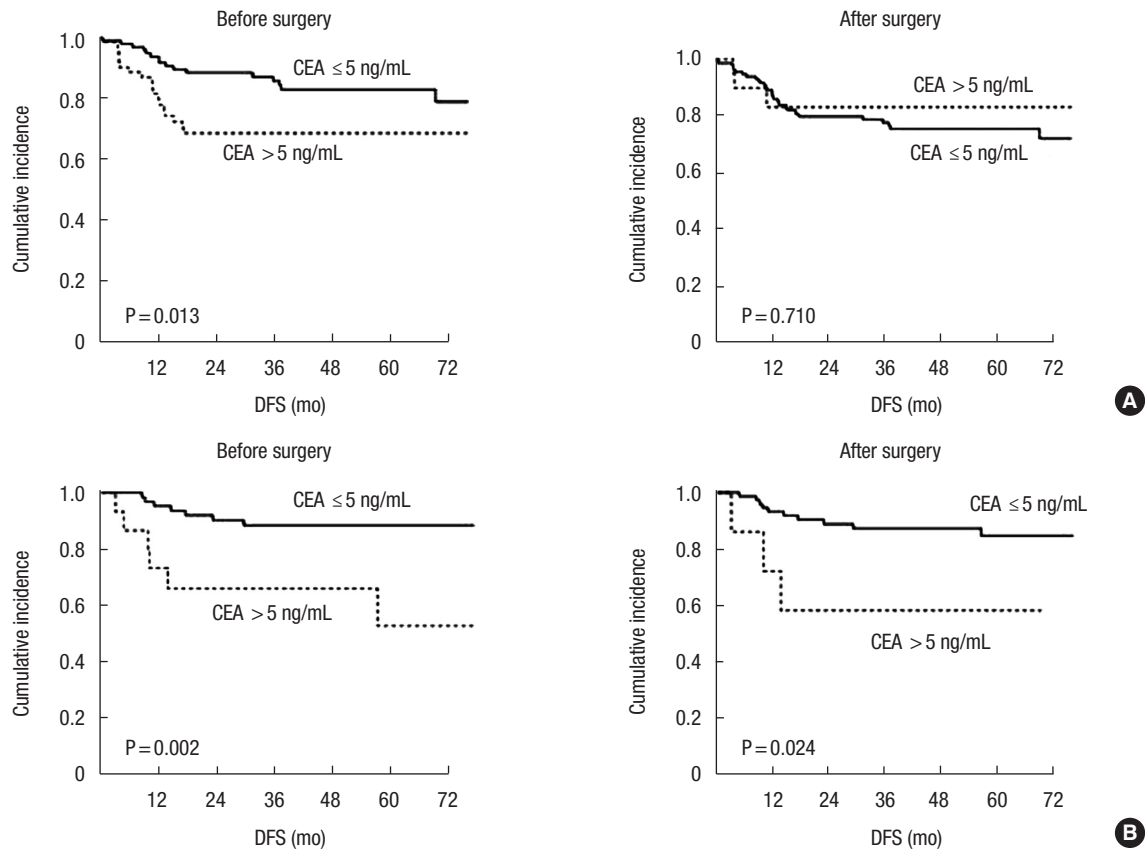 Before surgery
1.0
0.8
0.6
0.4
0.2
0
Cumulative incidence
CEA ≤ 5 ng/mL
CEA > 5 ng/mL
P=0.013
12 24 36 48 60 72
DFS (mo)
After surgery
1.0
0.8
0.6
0.4
0.2
0
Cumulative incidence
CEA > 5 ng/mL
CEA ≤ 5 ng/mL
P=0.710
12 24 36 48 60 72
DFS (mo)
A
Before surgery
1.0
0.8
0.6
0.4
0.2
0
Cumulative incidence
CEA ≤ 5 ng/mL
CEA > 5 ng/mL
P=0.002
12 24 36 48 60 72
DFS (mo)
After surgery
1.0
0.8
0.6
0.4
0.2
0
Cumulative incidence
CEA ≤ 5 ng/mL
CEA > 5 ng/mL
P=0.024
12 24 36 48 60 72
DFS (mo)
B